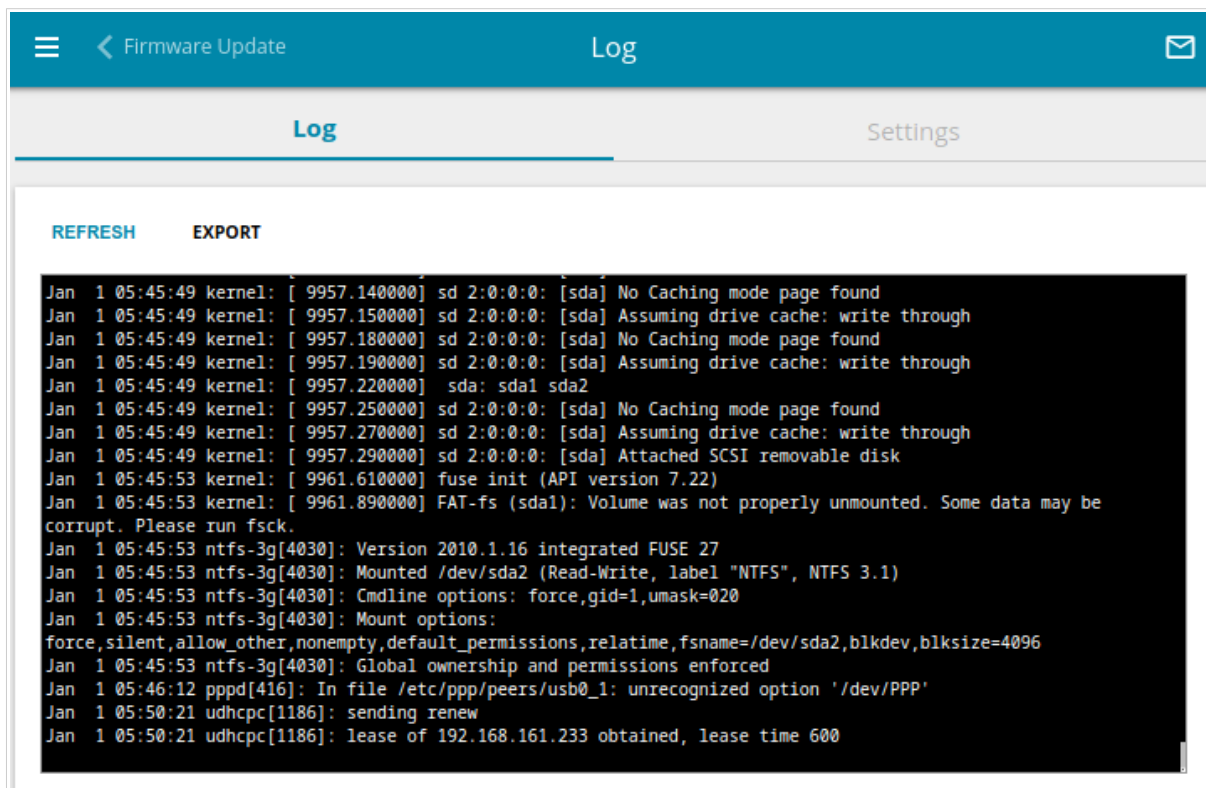 Firmware Update
Log
Log
Settings
REFRESH EXPORT
Jan  1 05:45:49 kernel: [ 9957.140000] sd 2:0:0:0: [sda] No Caching mode page found
Jan  1 05:45:49 kernel: [ 9957.150000] sd 2:0:0:0: [sda] Assuming drive cache: write through
Jan  1 05:45:49 kernel: [ 9957.180000] sd 2:0:0:0: [sda] No Caching mode page found
Jan  1 05:45:49 kernel: [ 9957.190000] sd 2:0:0:0: [sda] Assuming drive cache: write through
Jan  1 05:45:49 kernel: [ 9957.220000]  sda: sda1 sda2
Jan  1 05:45:49 kernel: [ 9957.250000] sd 2:0:0:0: [sda] No Caching mode page found
Jan  1 05:45:49 kernel: [ 9957.270000] sd 2:0:0:0: [sda] Assuming drive cache: write through
Jan  1 05:45:49 kernel: [ 9957.290000] sd 2:0:0:0: [sda] Attached SCSI removable disk
Jan  1 05:45:53 kernel: [ 9961.610000] fuse init (API version 7.22)
Jan  1 05:45:53 kernel: [ 9961.890000] FAT-fs (sda1): Volume was not properly unmounted. Some data may be
corrupt. Please run fsck.
Jan  1 05:45:53 ntfs-3g[4030]: Version 2010.1.16 integrated FUSE 27
Jan  1 05:45:53 ntfs-3g[4030]: Mounted /dev/sda2 (Read-Write, label "NTFS", NTFS 3.1)
Jan  1 05:45:53 ntfs-3g[4030]: Cmdline options: force,gid=1,umask=020
Jan  1 05:45:53 ntfs-3g[4030]: Mount options:
force,silent,allow_other,nonempty,default_permissions,relatime,fsname=/dev/sda2,blkdev,blksize=4096
Jan  1 05:45:53 ntfs-3g[4030]: Global ownership and permissions enforced
Jan  1 05:46:12 pppd[416]: In file /etc/ppp/peers/usb0_1: unrecognized option '/dev/PPP'
Jan  1 05:50:21 udhcpc[1186]: sending renew
Jan  1 05:50:21 udhcpc[1186]: lease of 192.168.161.233 obtained, lease time 600